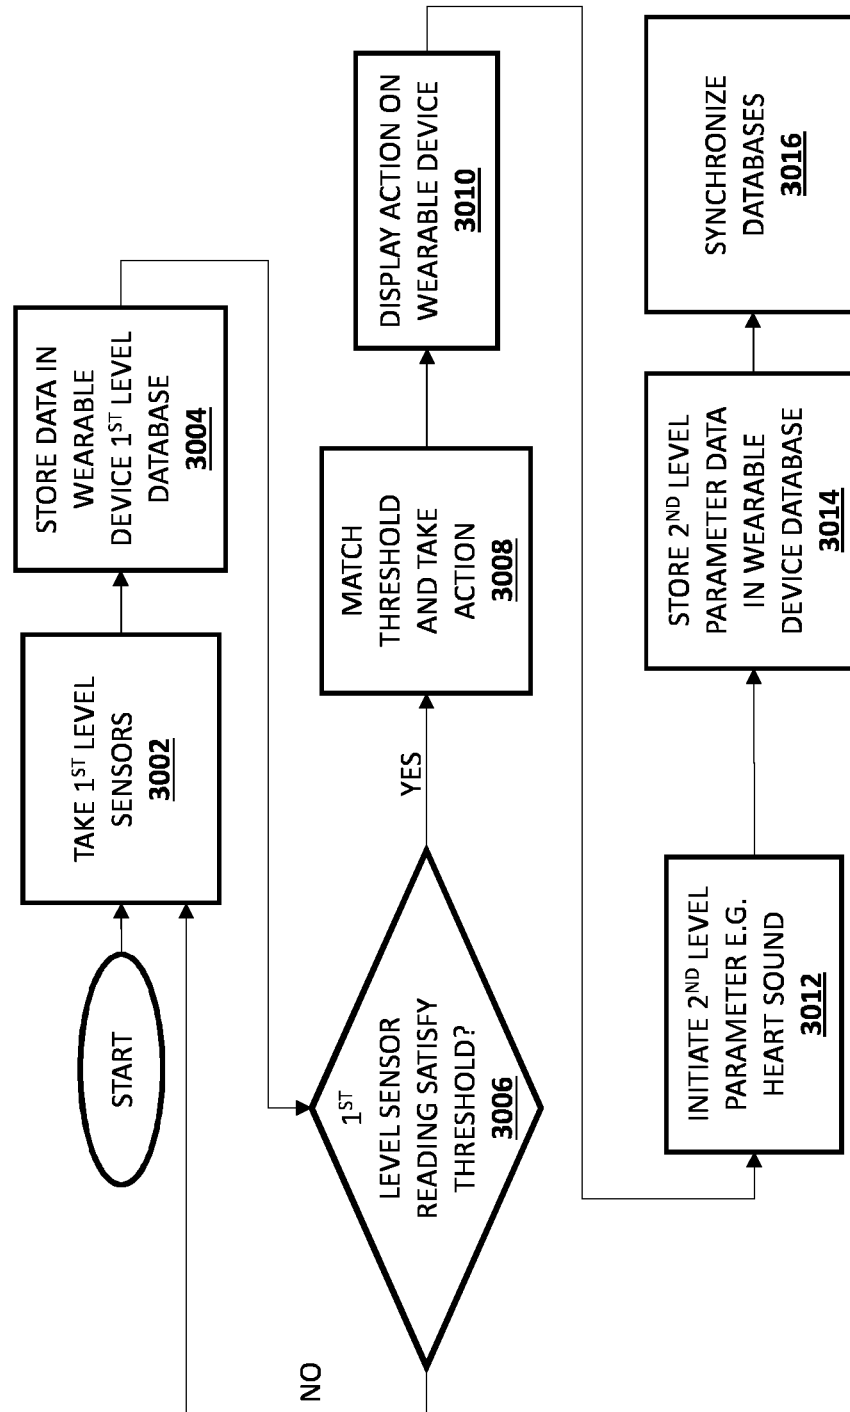 START
TAKE 1ST LEVEL
SENSORS
3002
STORE DATA IN
WEARABLE
DEVICE 1ST LEVEL
DATABASE
3004
1ST
LEVEL SENSOR
READING SATISFY
THRESHOLD?
3006
NO
YES
MATCH
THRESHOLD
AND TAKE
ACTION
3008
DISPLAY ACTION ON
WEARABLE DEVICE
3010
INITIATE 2ND LEVEL
PARAMETER E.G.
HEART SOUND
3012
STORE 2ND LEVEL
PARAMETER DATA
IN WEARABLE
DEVICE DATABASE
3014
SYNCHRONIZE
DATABASES
3016